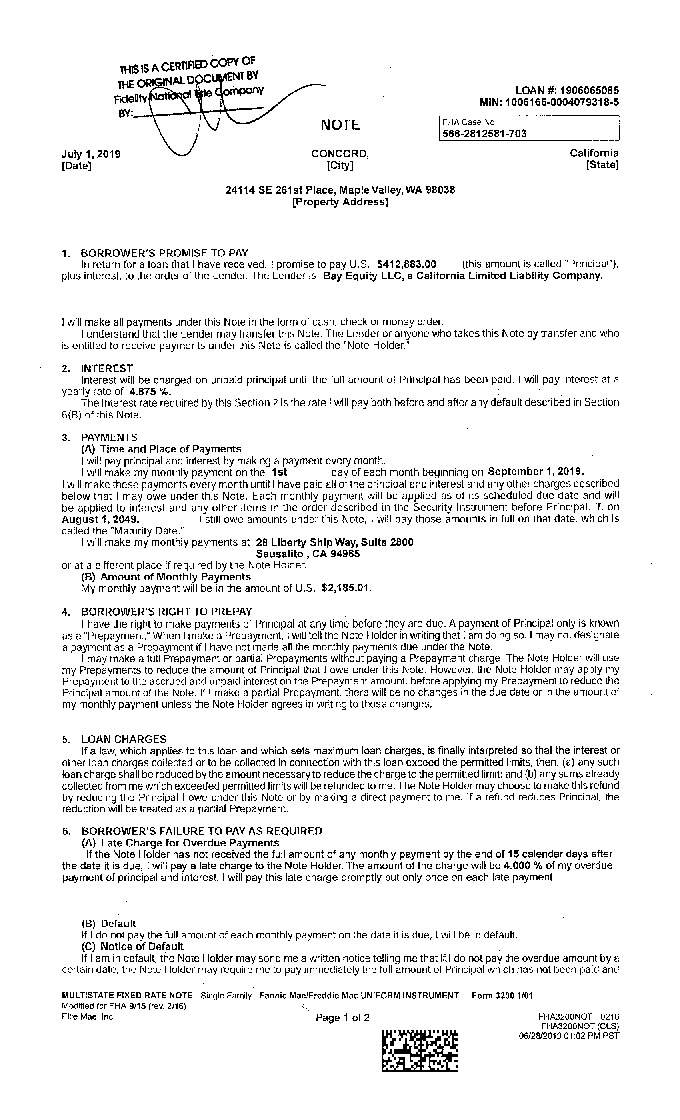 THIS IS A CERTIFIED COPY OF
THE ORIGINAL DOCUMENT BY
Fidelity National Title Company
BY:
LOAN #: 1906065085
MIN: 1006166-0004079318-5
NOTE
FHA Case No.
566-2812581-703
July 1, 2019 CONCORD, California
[Date] [City] [State]
24114 SE 261st Place, Maple Valley, WA 98038
[Property Address]
1. BORROWER'S PROMISE TO PAY
In return for a loan that I have received, I promise to pay U.S. $412,883.00 (this amount is called "Principal"),
plus interest, to the order of the Lender. The Lender is Bay Equity LLC, a California Limited Liability Company.
I will make all payments under this Note in the form of cash, check or money order.
I understand that the Lender may transfer this Note. The Lender or anyone who takes this Note by transfer and who
is entitled to receive payments under this Note is called the "Note Holder."
2. INTEREST
Interest will be charged on unpaid principal until the full amount of Principal has been paid. I will pay interest at a
yearly rate of 4.875 %.
The interest rate required by this Section 2 is the rate I will pay both before and after any default described in Section
6(B) of this Note.
3. PAYMENTS
(A) Time and Place of Payments
I will pay principal and interest by making a payment every month.
I will make my monthly payment on the 1st day of each month beginning on September 1, 2019.
I will make these payments every month until I have paid all of the principal and interest and any other charges described
below that I may owe under this Note. Each monthly payment will be applied as of its scheduled due date and will
be applied to interest and any other items in the order described in the Security Instrument before Principal. If, on
August 1, 2049, I still owe amounts under this Note, I will pay those amounts in full on that date, which is
called the "Maturity Date."
I will make my monthly payments at 28 Liberty Ship Way, Suite 2800
Sausalito , CA 94965
or at a different place if required by the Note Holder.
(B) Amount of Monthly Payments
My monthly payment will be in the amount of U.S. $2,185.01.
4. BORROWER'S RIGHT TO PREPAY
I have the right to make payments of Principal at any time before they are due. A payment of Principal only is known
as a "Prepayment." When I make a Prepayment, I will tell the Note Holder in writing that I am doing so. I may not designate
a payment as a Prepayment if I have not made all the monthly payments due under the Note.
I may make a full Prepayment or partial Prepayments without paying a Prepayment charge. The Note Holder will use
my Prepayments to reduce the amount of Principal that I owe under this Note. However, the Note Holder may apply my
Prepayment to the accrued and unpaid interest on the Prepayment amount, before applying my Prepayment to reduce the
Principal amount of the Note. If I make a partial Prepayment, there will be no changes in the due date or in the amount of
my monthly payment unless the Note Holder agrees in writing to those changes.
5. LOAN CHARGES
If a law, which applies to this loan and which sets maximum loan charges, is finally interpreted so that the interest or
other loan charges collected or to be collected in connection with this loan exceed the permitted limits, then: (a) any such
loan charge shall be reduced by the amount necessary to reduce the charge to the permitted limit; and (b) any sums already
collected from me which exceeded permitted limits will be refunded to me. The Note Holder may choose to make this refund
by reducing the Principal I owe under this Note or by making a direct payment to me. If a refund reduces Principal, the
reduction will be treated as a partial Prepayment.
6. BORROWER'S FAILURE TO PAY AS REQUIRED
(A) Late Charge for Overdue Payments
If the Note Holder has not received the full amount of any monthly payment by the end of 15 calendar days after
the date it is due, I will pay a late charge to the Note Holder. The amount of the charge will be 4.000 % of my overdue
payment of principal and interest. I will pay this late charge promptly but only once on each late payment
(B) Default
If I do not pay the full amount of each monthly payment on the date it is due, I will be in default.
(C) Notice of Default
If I am in default, the Note Holder may send me a written notice telling me that if I do not pay the overdue amount by a
certain date, the Note Holder may require me to pay immediately the full amount of Principal which has not been paid and
MULTISTATE FIXED RATE NOTE Single Family Fannie Mae/Freddie Mac UNIFORM INSTRUMENT Form 3200 1/01
Modified for FHA 9/15 (rev. 2/16)
Ellie Mae, Inc. Page 1 of 2 FHA3200NOT 0216
FHA3200NOT (CLS)
06/28/2019 01:02 PM PST